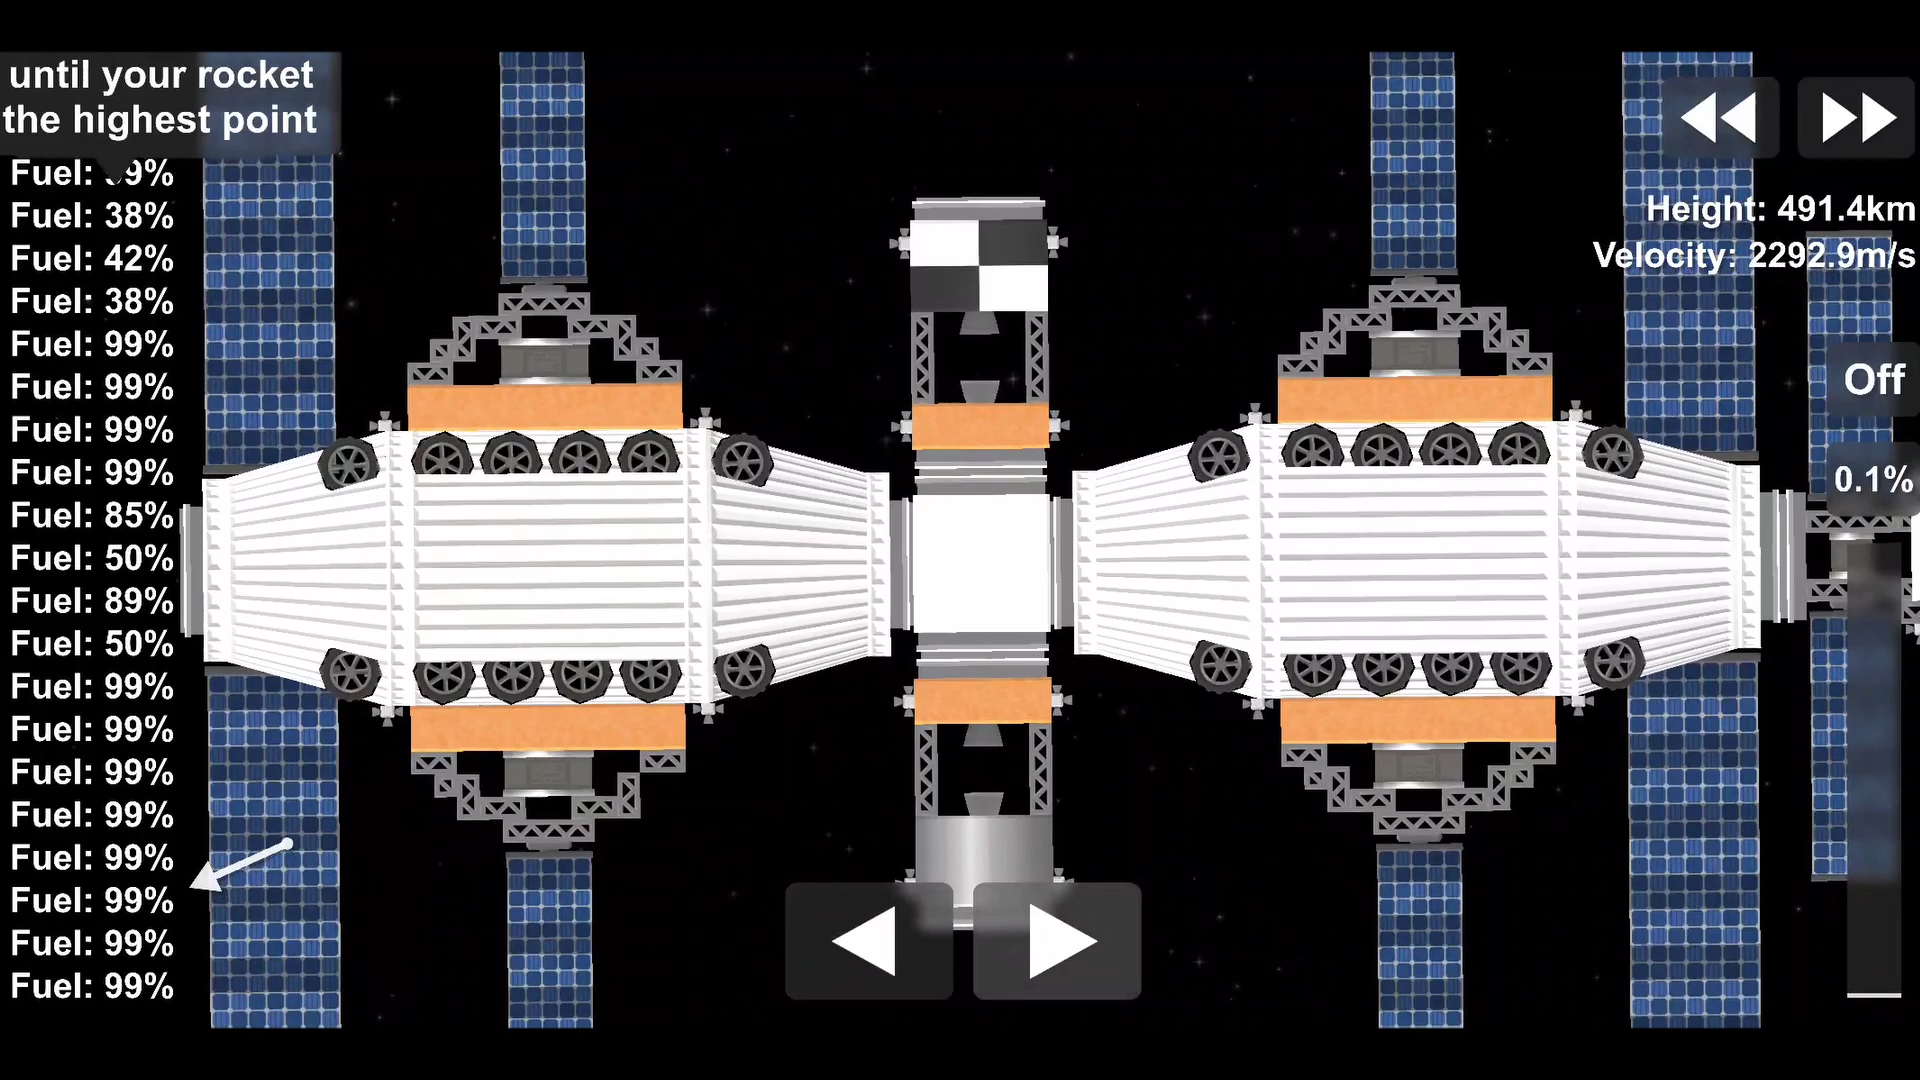 until your rocket
the highest point
Fuel: 39%
Fuel: 38%
Fuel: 42%
Fuel: 38%
Fuel: 99%
Fuel: 99%
Fuel: 99%
Fuel: 99%
Fuel: 85%
Fuel: 50%
Fuel: 89%
Fuel: 50%
Fuel: 99%
Fuel: 99%
Fuel: 99%
Fuel: 99%
Fuel: 99%
Fuel: 99%
Fuel: 99%
Fuel: 99%
Height: 491.4km
Velocity: 2292.9m/s
Off
0.1%